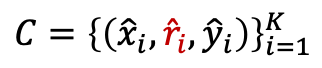 C = {(x̂ᵢ, r̂ᵢ, ŷᵢ)}ᵢ₌₁ᴷ